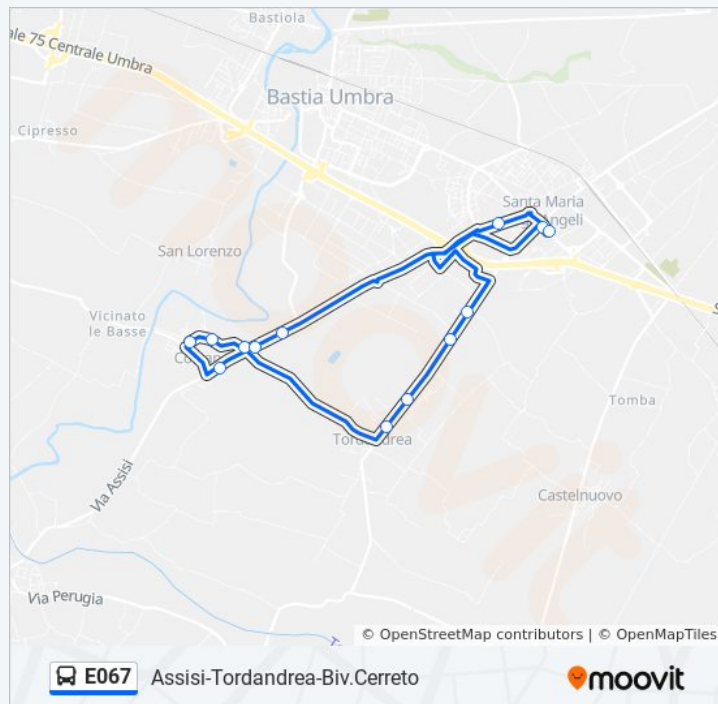 Bastiola
ale 75 Centrale Umbra
Bastia Umbra
Cipresso
Santa Maria
Angeli
San Lorenzo
Vicinato
le Basse
Tomba
Tordandrea
Via Assisi
Castelnuovo
Via Perugia
© OpenStreetMap contributors | © OpenMapTiles
E067 Assisi-Tordandrea-Biv.Cerreto
moovit